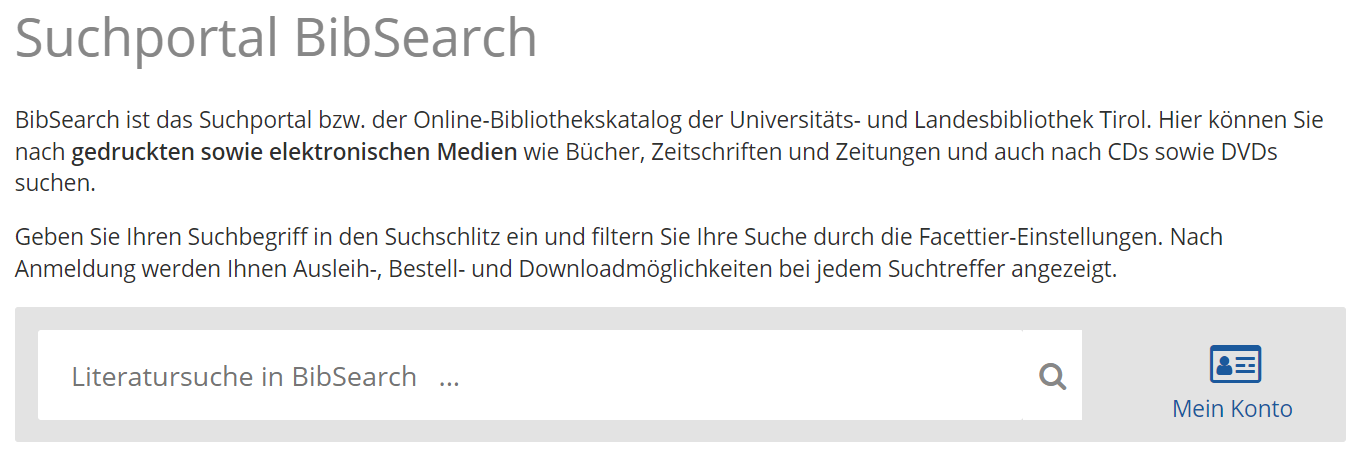 Suchportal BibSearch
BibSearch ist das Suchportal bzw. der Online-Bibliothekskatalog der Universitäts- und Landesbibliothek Tirol. Hier können Sie
nach gedruckten sowie elektronischen Medien wie Bücher, Zeitschriften und Zeitungen und auch nach CDs sowie DVDs
suchen.
Geben Sie Ihren Suchbegriff in den Suchschlitz ein und filtern Sie Ihre Suche durch die Facettier-Einstellungen. Nach
Anmeldung werden Ihnen Ausleih-, Bestell- und Downloadmöglichkeiten bei jedem Suchtreffer angezeigt.
Literatursuche in BibSearch ...
Mein Konto